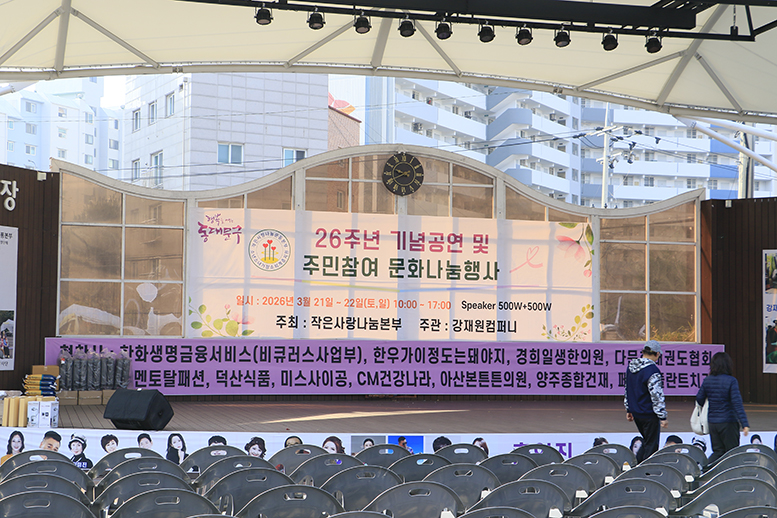 장
행복도시
동대문구
26주년 기념공연 및
주민참여 문화나눔행사
일시 : 2026년 3월 21일 ~ 22일(토,일) 10:00 - 17:00 Speaker 500W+500W
주최 : 작은사랑나눔본부 주관 : 강재원컴퍼니
한화생명금융서비스(비큐러스사업부), 한우가이정도는돼야지, 경희일생한의원,
멘토탈패션, 덕산식품, 미스사이공, CM건강나라, 아산본튼튼의원, 양주종합건재,